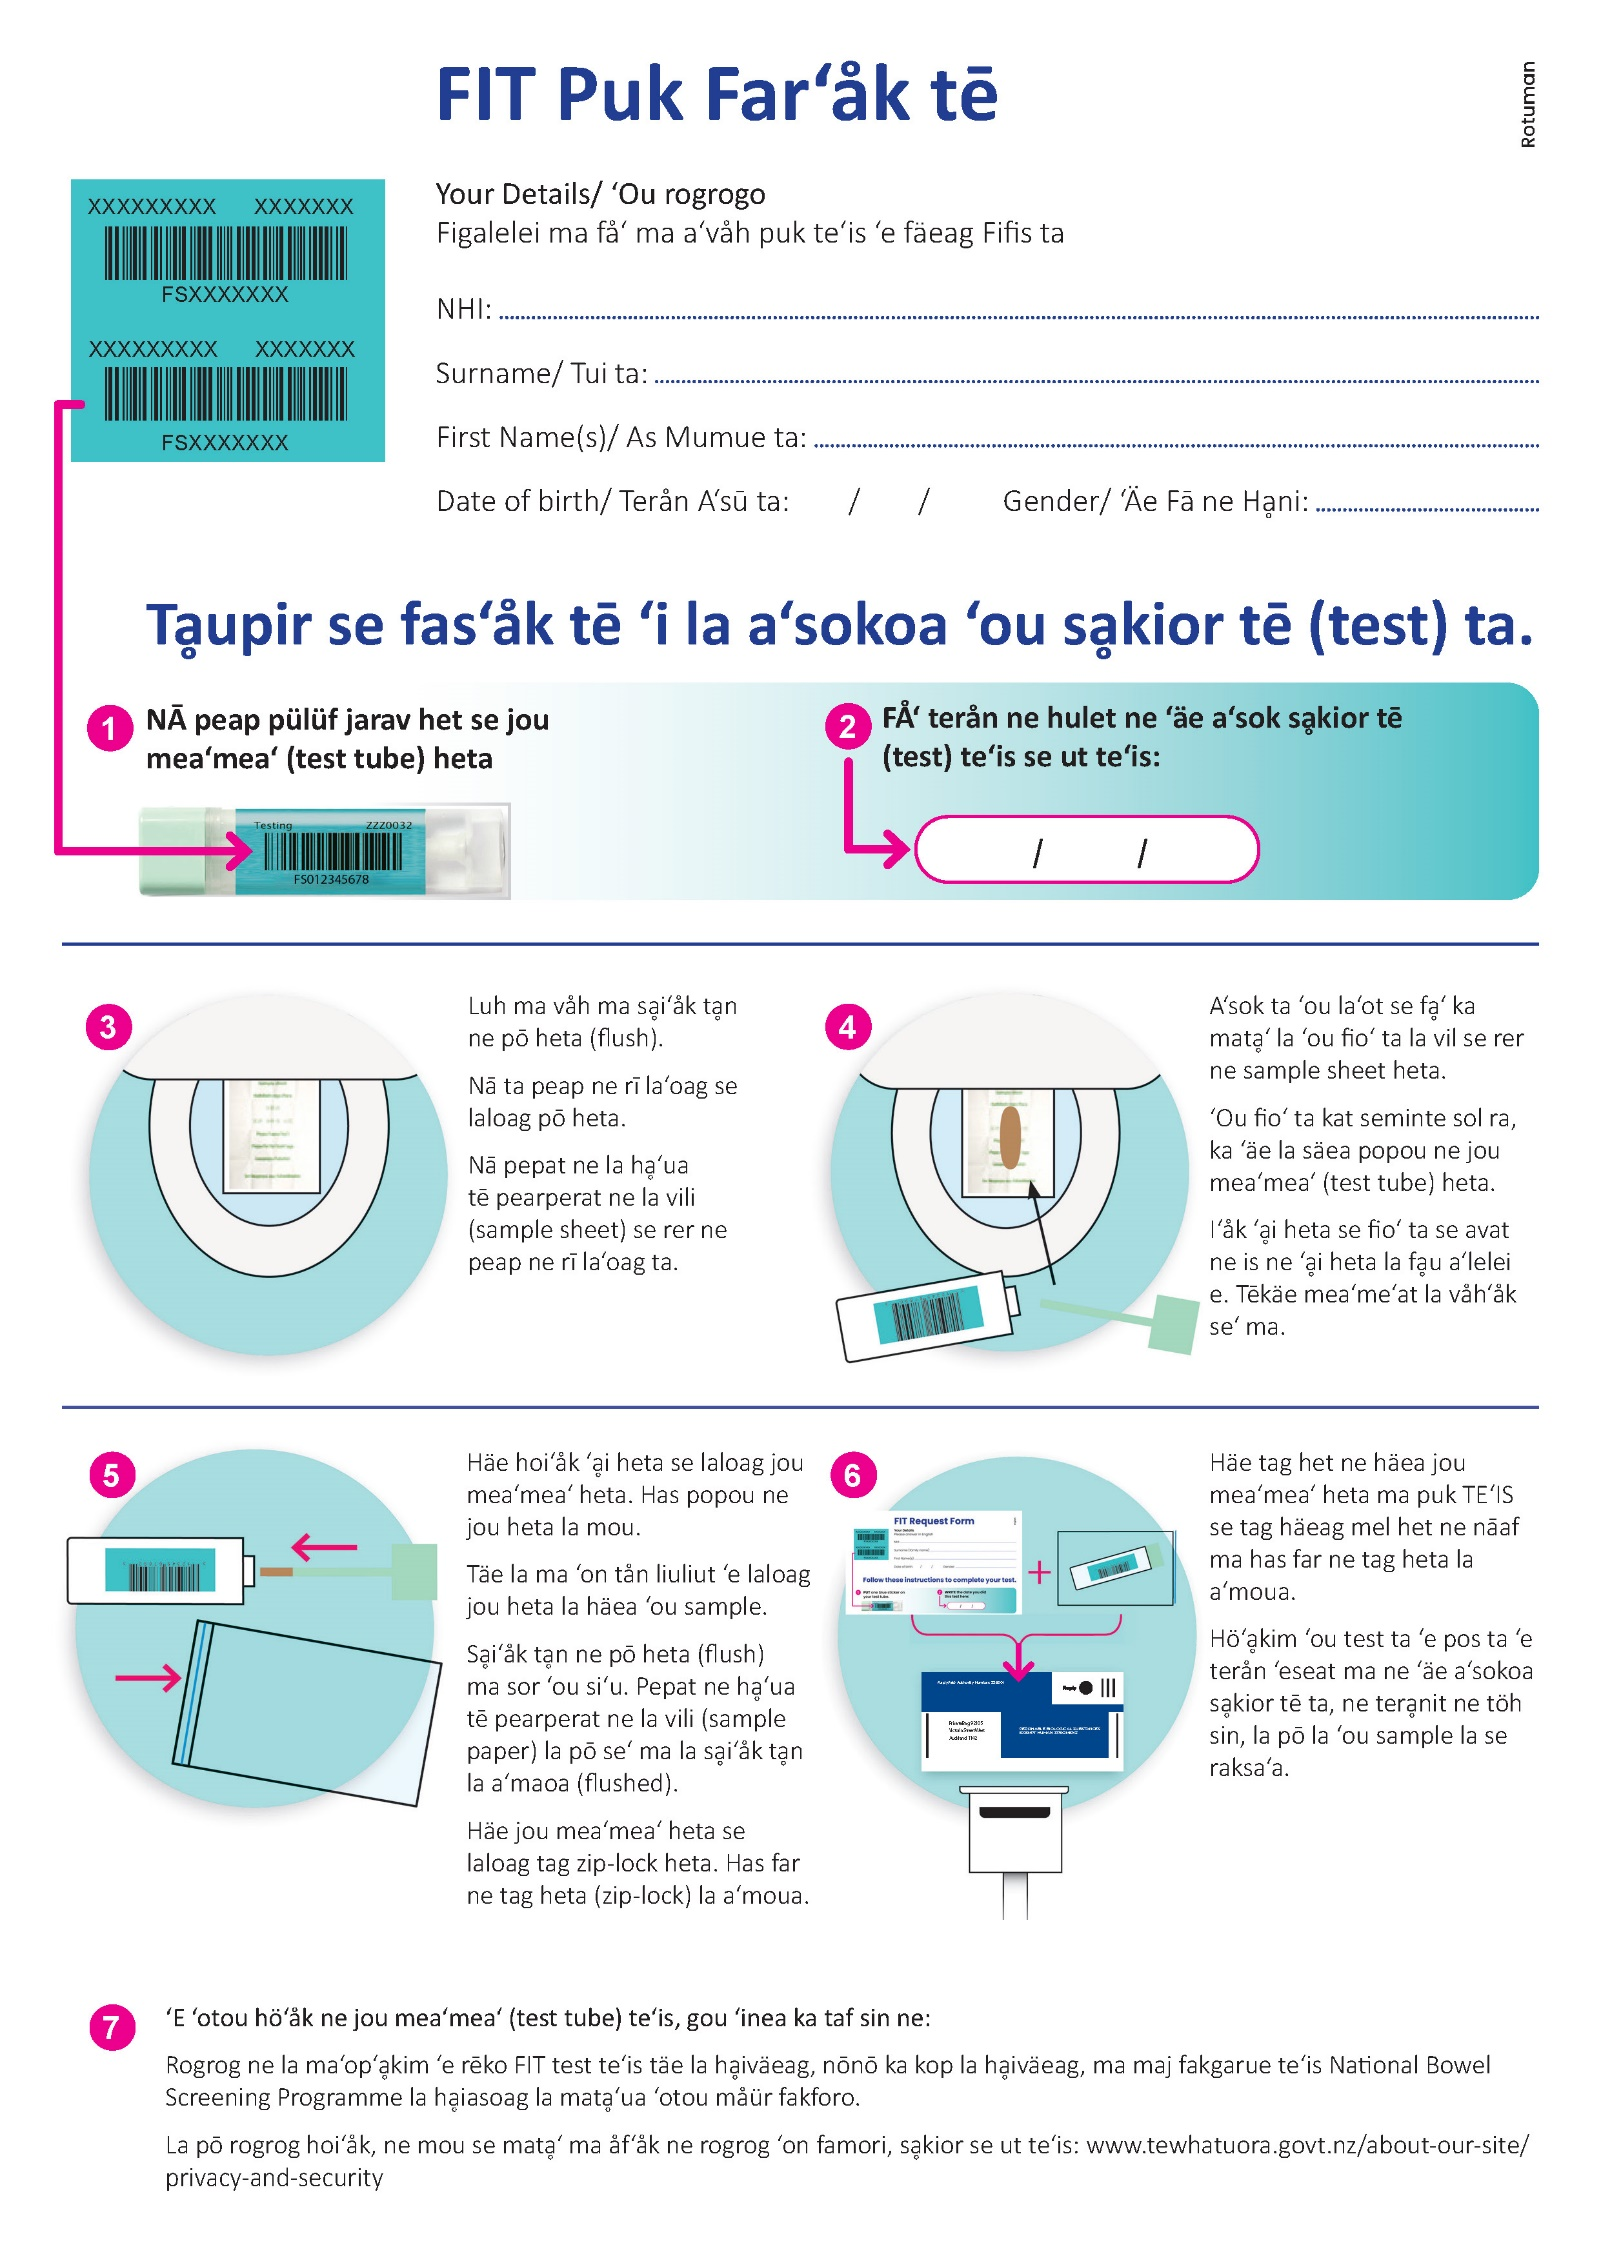 FIT Puk Far‘åk tē
Rotuman
XXXXXXXXX XXXXXXX
FSXXXXXXXX
XXXXXXXXX XXXXXXX
FSXXXXXXXX
Your Details/ ‘Ou rogrogo
Figalelei ma få‘ ma a‘våh puk te‘is ‘e fäeag Fifis ta
NHI:
Surname/ Tui ta:
First Name(s)/ As Mumue ta:
Date of birth/ Terån A‘sū ta: / / Gender/ ‘Äe Fā ne Hạni:
Tạupir se fas‘åk tē ‘i la a‘sokoa ‘ou sạkior tē (test) ta.
1 NĀ peap pülüf jarav het se jou
mea‘mea‘ (test tube) heta
Testing ZZZ0032
FS012345678
2 FÅ‘ terån ne hulet ne ‘äe a‘sok sạkior tē
(test) te‘is se ut te‘is:
/ /
3
Luh ma våh ma sại‘åk tạn
ne pō heta (flush).
Nā ta peap ne rī la‘oag se
laloag pō heta.
Nā pepat ne la hạ‘ua
tē pearperat ne la vili
(sample sheet) se rer ne
peap ne rī la‘oag ta.
4
A‘sok ta ‘ou la‘ot se fạ‘ ka
matạ‘ la ‘ou fio‘ ta la vil se rer
ne sample sheet heta.
‘Ou fio‘ ta kat seminte sol ra,
ka ‘äe la säea popou ne jou
mea‘mea‘ (test tube) heta.
I‘åk ‘ại heta se fio‘ ta se avat
ne is ne ‘ại heta la fạu a‘lelei
e. Tēkäe mea‘me‘at la våh‘åk
se‘ ma.
5
Häe hoi‘åk ‘ại heta se laloag jou
mea‘mea‘ heta. Has popou ne
jou heta la mou.
Täe la ma ‘on tån liuliut ‘e laloag
jou heta la häea ‘ou sample.
Sại‘åk tạn ne pō heta (flush)
ma sor ‘ou si‘u. Pepat ne hạ‘ua
tē pearperat ne la vili (sample
paper) la pō se‘ ma la sại‘åk tạn
la a‘maoa (flushed).
Häe jou mea‘mea‘ heta se
laloag tag zip-lock heta. Has far
ne tag heta (zip-lock) la a‘moua.
6
FIT Request Form
Your Details
Follow these instructions to complete your test.
Häe tag het ne häea jou
mea‘mea‘ heta ma puk TE‘IS
se tag häeag mel het ne nāaf
ma has far ne tag heta la
a‘moua.
Hö‘ạkim ‘ou test ta ‘e pos ta ‘e
terån ‘eseat ma ne ‘äe a‘sokoa
sạkior tē ta, ne terạnit ne töh
sin, la pō la ‘ou sample la se
raksa‘a.
7 ‘E ‘otou hö‘åk ne jou mea‘mea‘ (test tube) te‘is, gou ‘inea ka taf sin ne:
Rogrog ne la ma‘op‘ạkim ‘e rēko FIT test te‘is täe la hạiväeag, nōnō ka kop la hạiväeag, ma maj fakgarue te‘is National Bowel
Screening Programme la hạiasoag la matạ‘ua ‘otou måür fakforo.
La pō rogrog hoi‘åk, ne mou se matạ‘ ma åf‘åk ne rogrog ‘on famori, sạkior se ut te‘is: www.tewhatuora.govt.nz/about-our-site/
privacy-and-security